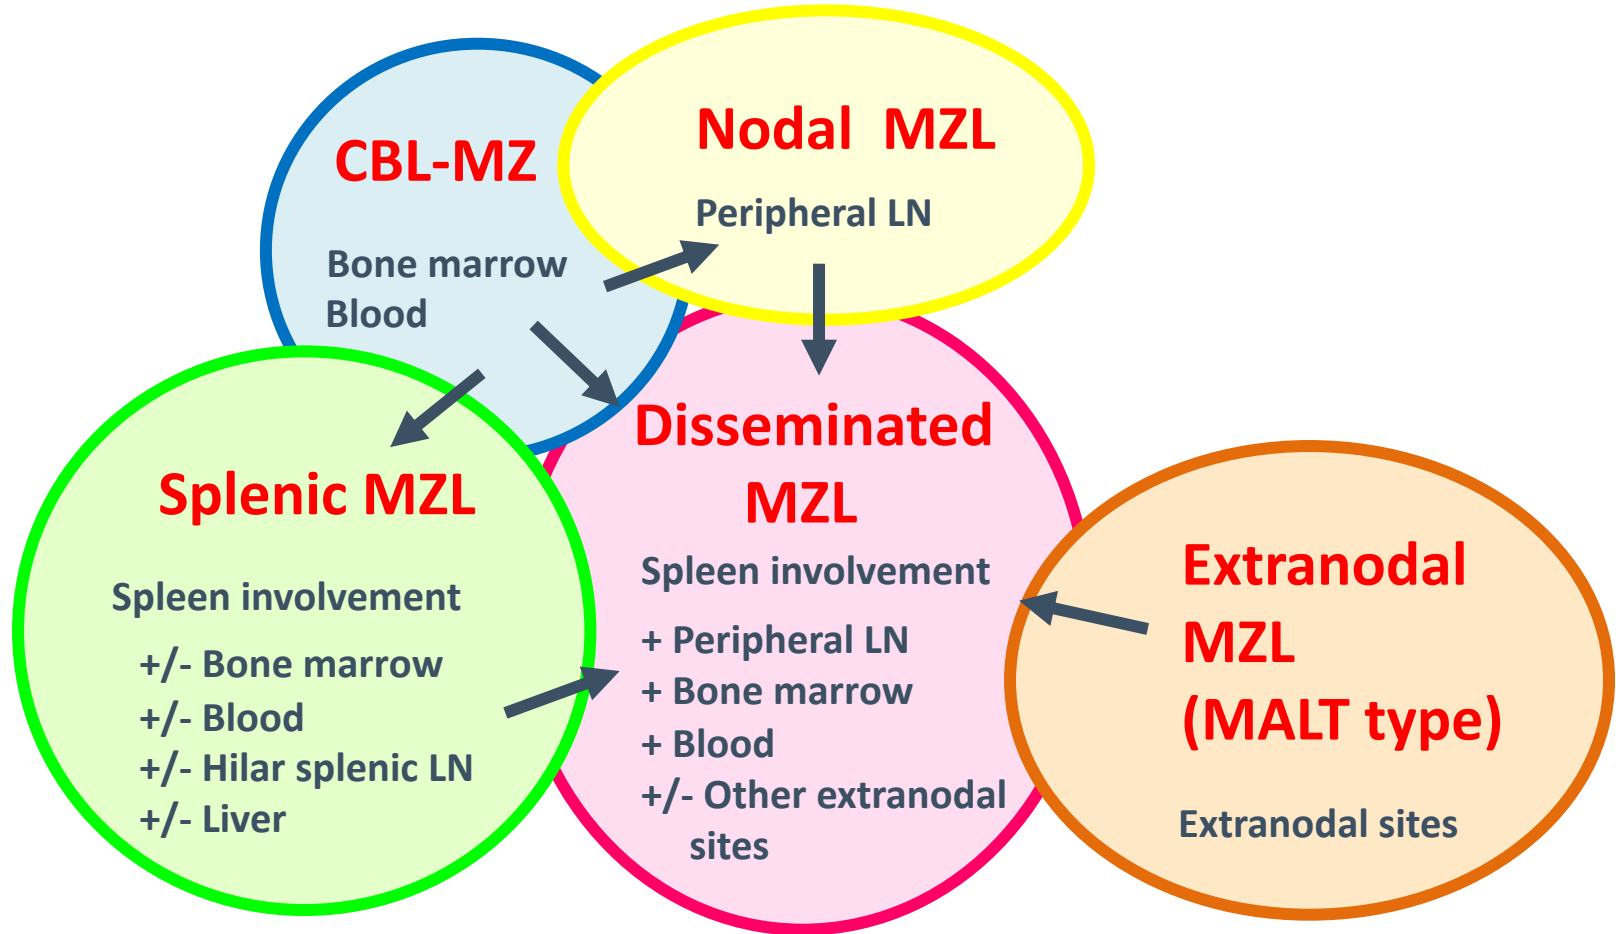 CBL-MZ
Bone marrow
Blood
Nodal MZL
Peripheral LN
Splenic MZL
Spleen involvement
+/- Bone marrow
+/- Blood
+/- Hilar splenic LN
+/- Liver
Disseminated
MZL
Spleen involvement
+ Peripheral LN
+ Bone marrow
+ Blood
+/- Other extranodal
sites
Extranodal
MZL
(MALT type)
Extranodal sites